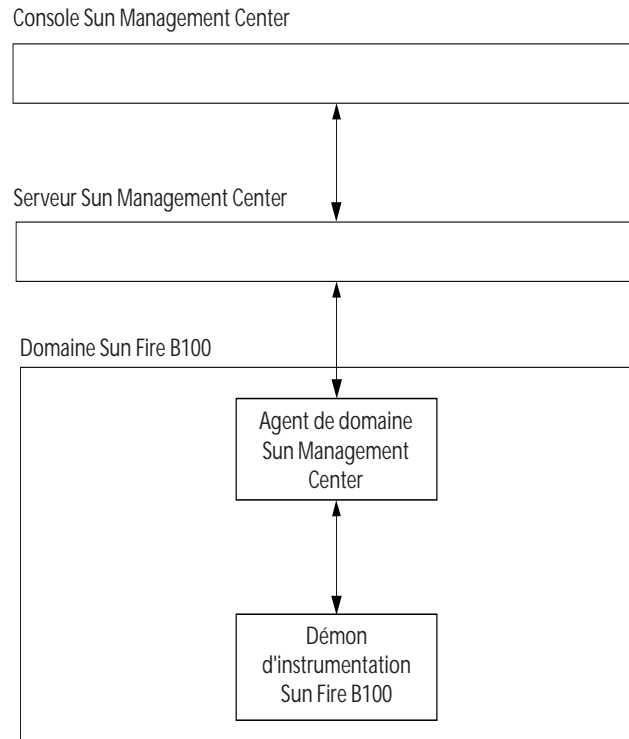 Console Sun Management Center
Serveur Sun Management Center
Domaine Sun Fire B100
Agent de domaine
Sun Management
Center
Démon
d'instrumentation
Sun Fire B100